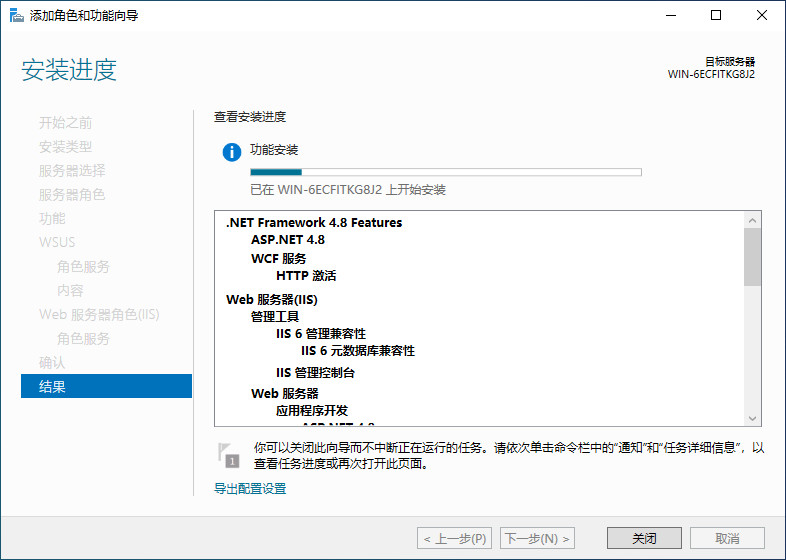 添加角色和功能向导
安装进度
目标服务器
WIN-6ECFITKG8J2
开始之前
安装类型
服务器选择
服务器角色
功能
WSUS
角色服务
内容
Web 服务器角色(IIS)
角色服务
确认
结果
查看安装进度
功能安装
已在 WIN-6ECFITKG8J2 上开始安装
.NET Framework 4.8 Features
ASP.NET 4.8
WCF 服务
HTTP 激活
Web 服务器(IIS)
管理工具
IIS 6 管理兼容性
IIS 6 元数据库兼容性
IIS 管理控制台
Web 服务器
应用程序开发
ASP.NET 4.8
1
你可以关闭此向导而不中断正在运行的任务。请依次单击命令栏中的“通知”和“任务详细信息”，以
查看任务进度或再次打开此页面。
导出配置设置
< 上一步(P)
下一步(N) >
关闭
取消